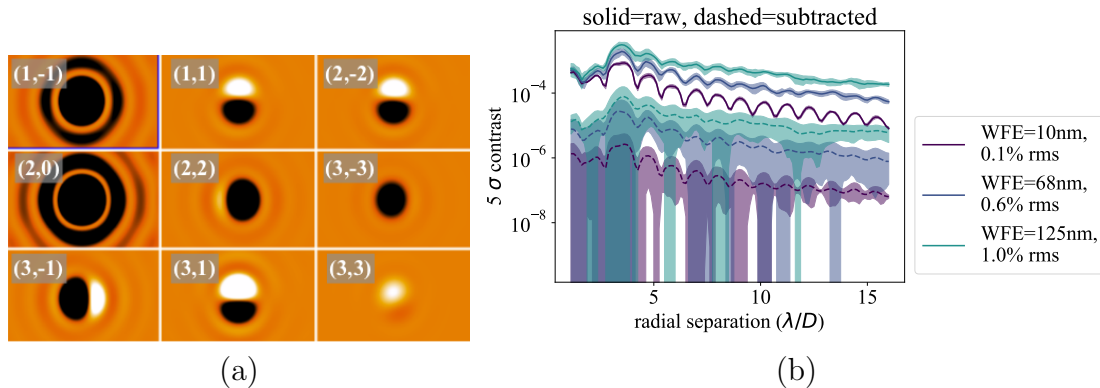 (1,-1)
(1,1)
(2,-2)
(2,0)
(2,2)
(3,-3)
(3,-1)
(3,1)
(3,3)
(a)
solid=raw, dashed=subtracted
5 σ contrast
10⁻⁴
10⁻⁶
10⁻⁸
5
10
15
radial separation (λ/D)
WFE=10nm,
0.1% rms
WFE=68nm,
0.6% rms
WFE=125nm,
1.0% rms
(b)